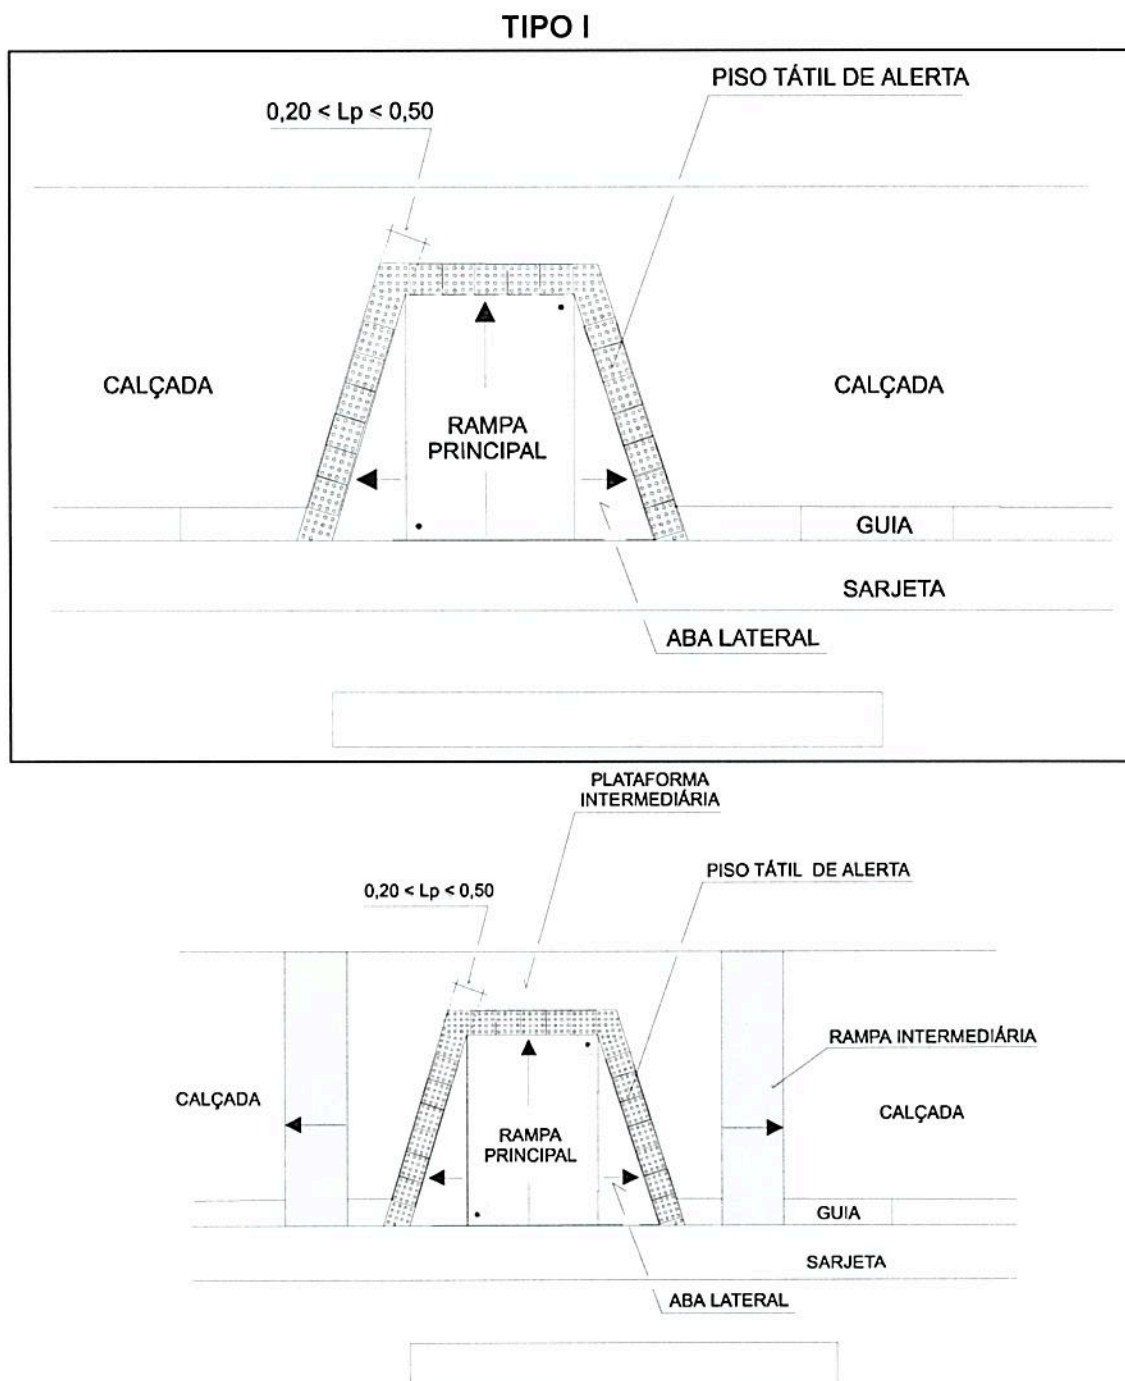 TIPO I
PISO TÁTIL DE ALERTA
0,20 < Lp < 0,50
CALÇADA
CALÇADA
RAMPA
PRINCIPAL
GUIA
SARJETA
ABA LATERAL
PLATAFORMA
INTERMEDIÁRIA
PISO TÁTIL DE ALERTA
0,20 < Lp < 0,50
RAMPA INTERMEDIÁRIA
CALÇADA
CALÇADA
RAMPA
PRINCIPAL
GUIA
SARJETA
ABA LATERAL